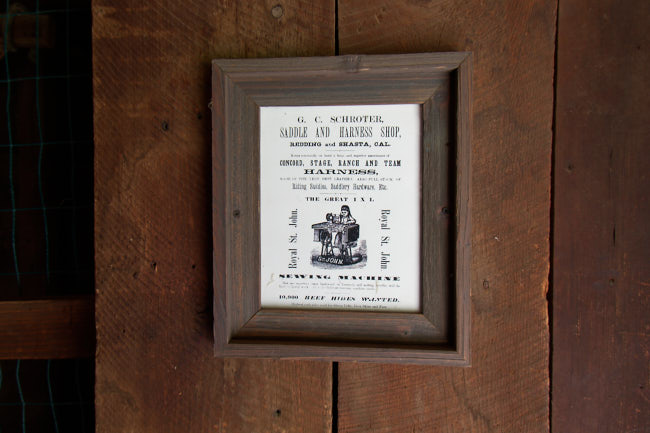 G. C. SCHROTER,
SADDLE AND HARNESS SHOP,
REDDING and SHASTA, CAL.
CONCORD, STAGE, RANCH AND TEAM
HARNESS,
Riding Saddles, Saddlery Hardware, Etc.
THE GREAT I X L
Royal St. John.
Royal St. John
ST. JOHN.
SEWING MACHINE
10,000 BEEF HIDES WANTED.